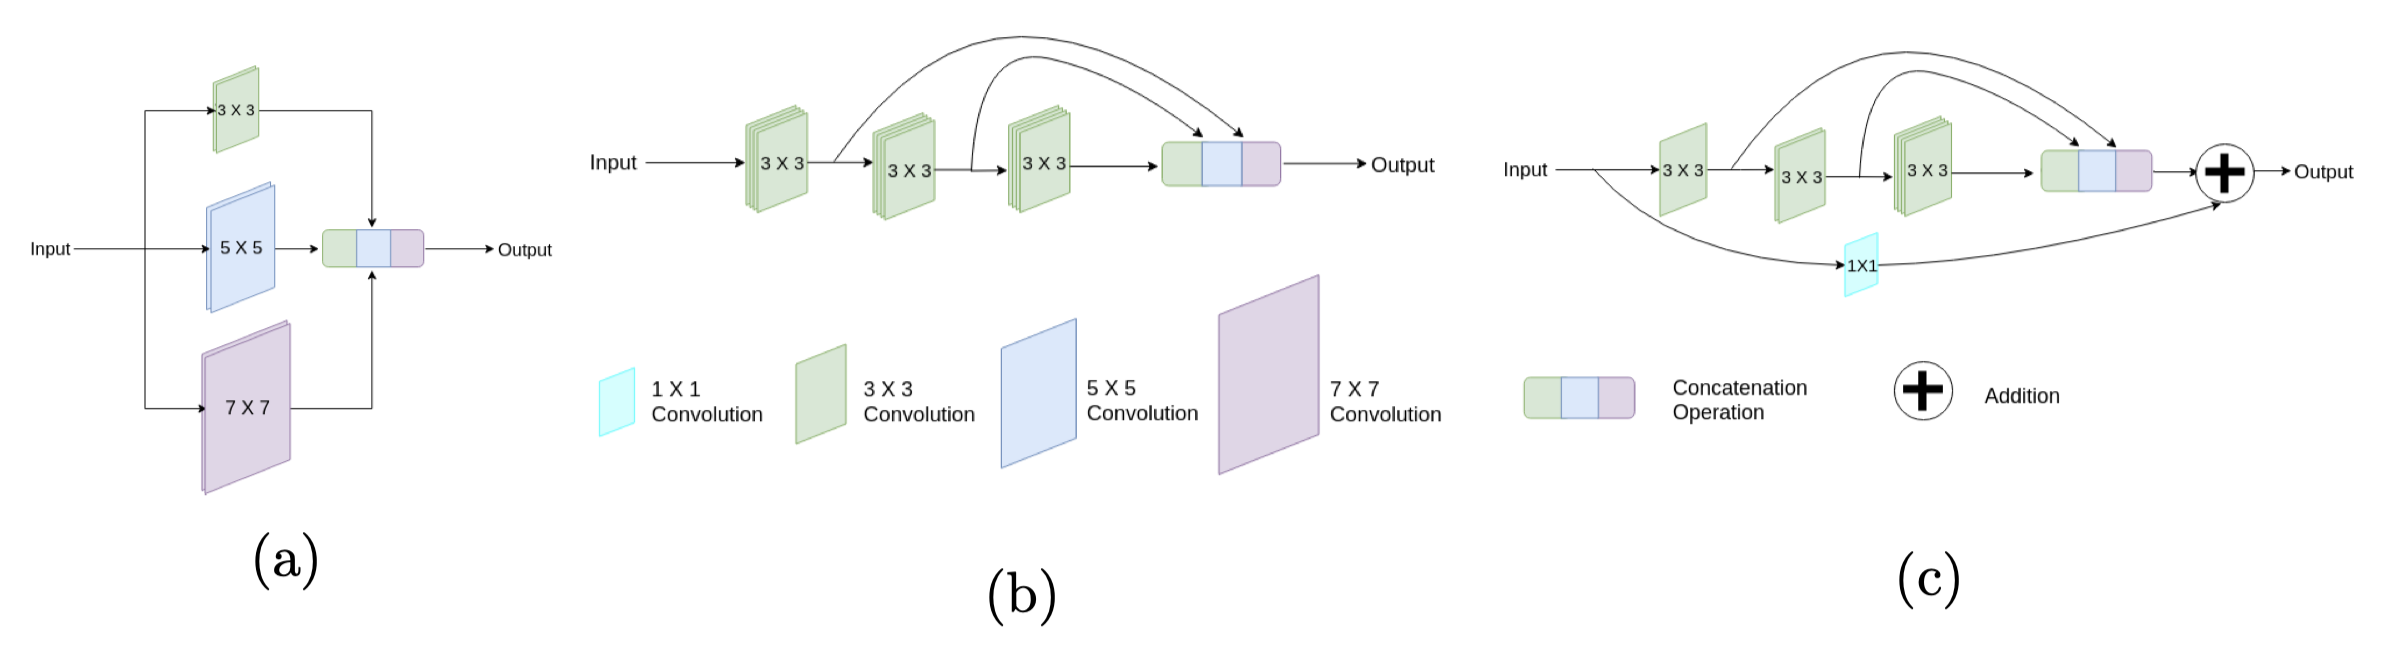 3 X 3
Input
5 X 5
Output
7 X 7
(a)
Input
3 X 3
3 X 3
3 X 3
Output
1 X 1
Convolution
3 X 3
Convolution
5 X 5
Convolution
7 X 7
Convolution
(b)
Input
3 X 3
3 X 3
3 X 3
Output
1X1
Concatenation
Operation
Addition
(c)